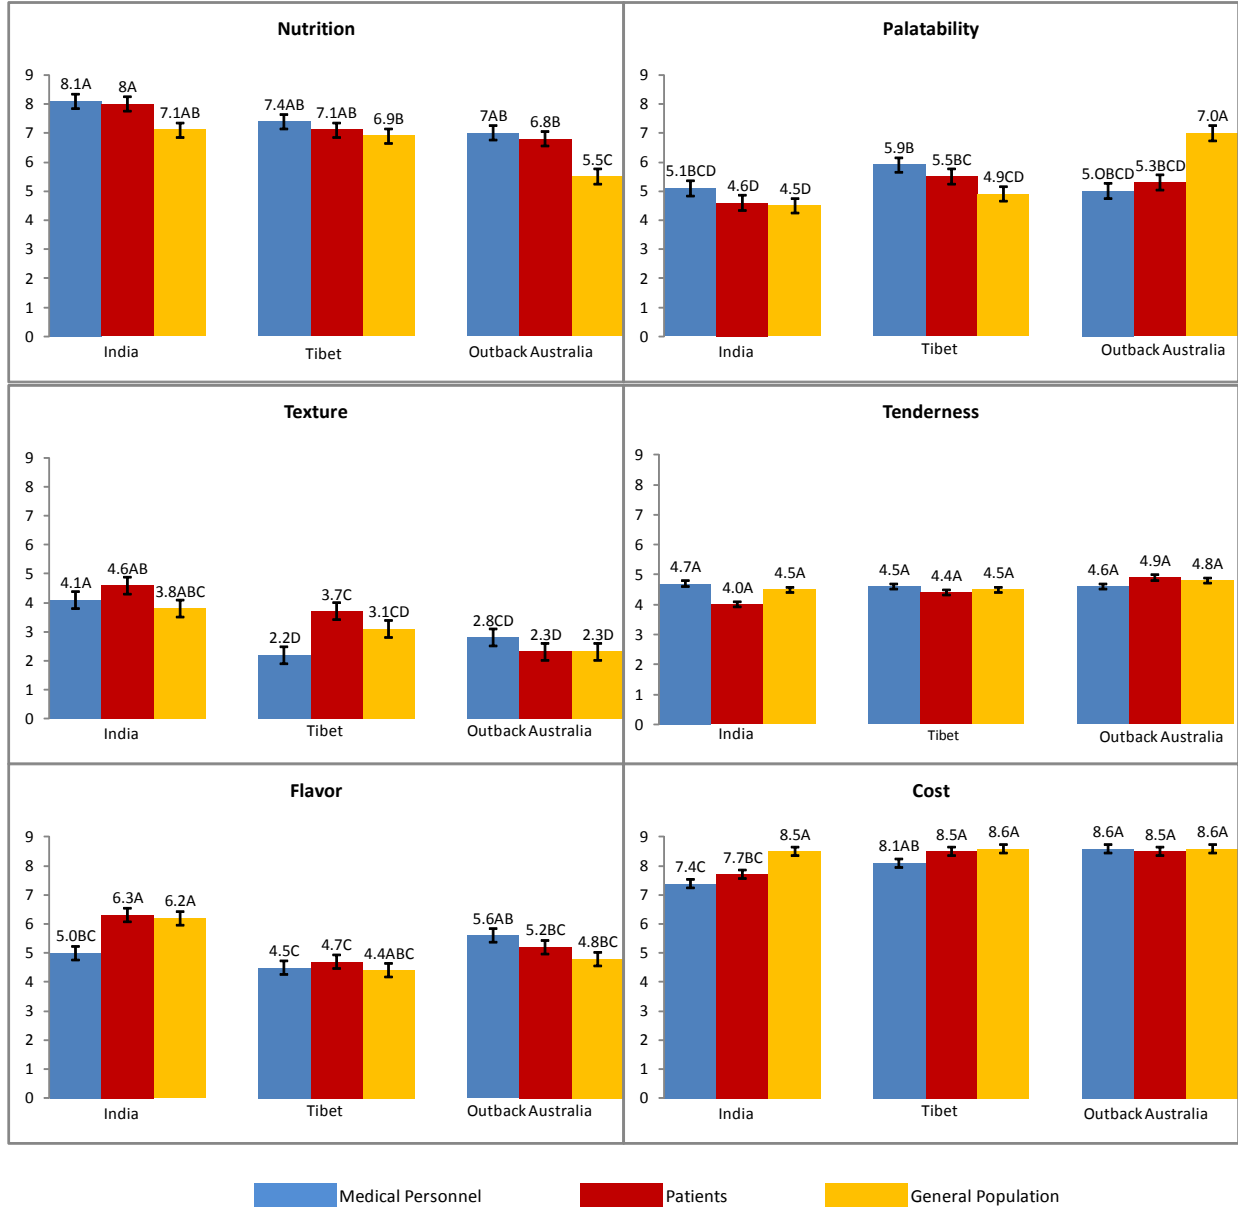 Nutrition
9
8
7
6
5
4
3
2
1
0
8.1A 8A 7.1AB
7.4AB 7.1AB 6.9B
7AB 6.8B 5.5C
India Tibet Outback Australia
Palatability
9
8
7
6
5
4
3
2
1
0
5.1BCD 4.6D 4.5D
5.9B 5.5BC 4.9CD
5.OBCD 5.3BCD 7.0A
India Tibet Outback Australia
Texture
9
8
7
6
5
4
3
2
1
0
4.1A 4.6AB 3.8ABC
2.2D 3.7C 3.1CD
2.8CD 2.3D 2.3D
India Tibet Outback Australia
Tenderness
9
8
7
6
5
4
3
2
1
0
4.7A 4.0A 4.5A
4.5A 4.4A 4.5A
4.6A 4.9A 4.8A
India Tibet Outback Australia
Flavor
9
8
7
6
5
4
3
2
1
0
5.0BC 6.3A 6.2A
4.5C 4.7C 4.4ABC
5.6AB 5.2BC 4.8BC
India Tibet Outback Australia
Cost
9
8
7
6
5
4
3
2
1
0
7.4C 7.7BC 8.5A
8.1AB 8.5A 8.6A
8.6A 8.5A 8.6A
India Tibet Outback Australia
Medical Personnel Patients General Population